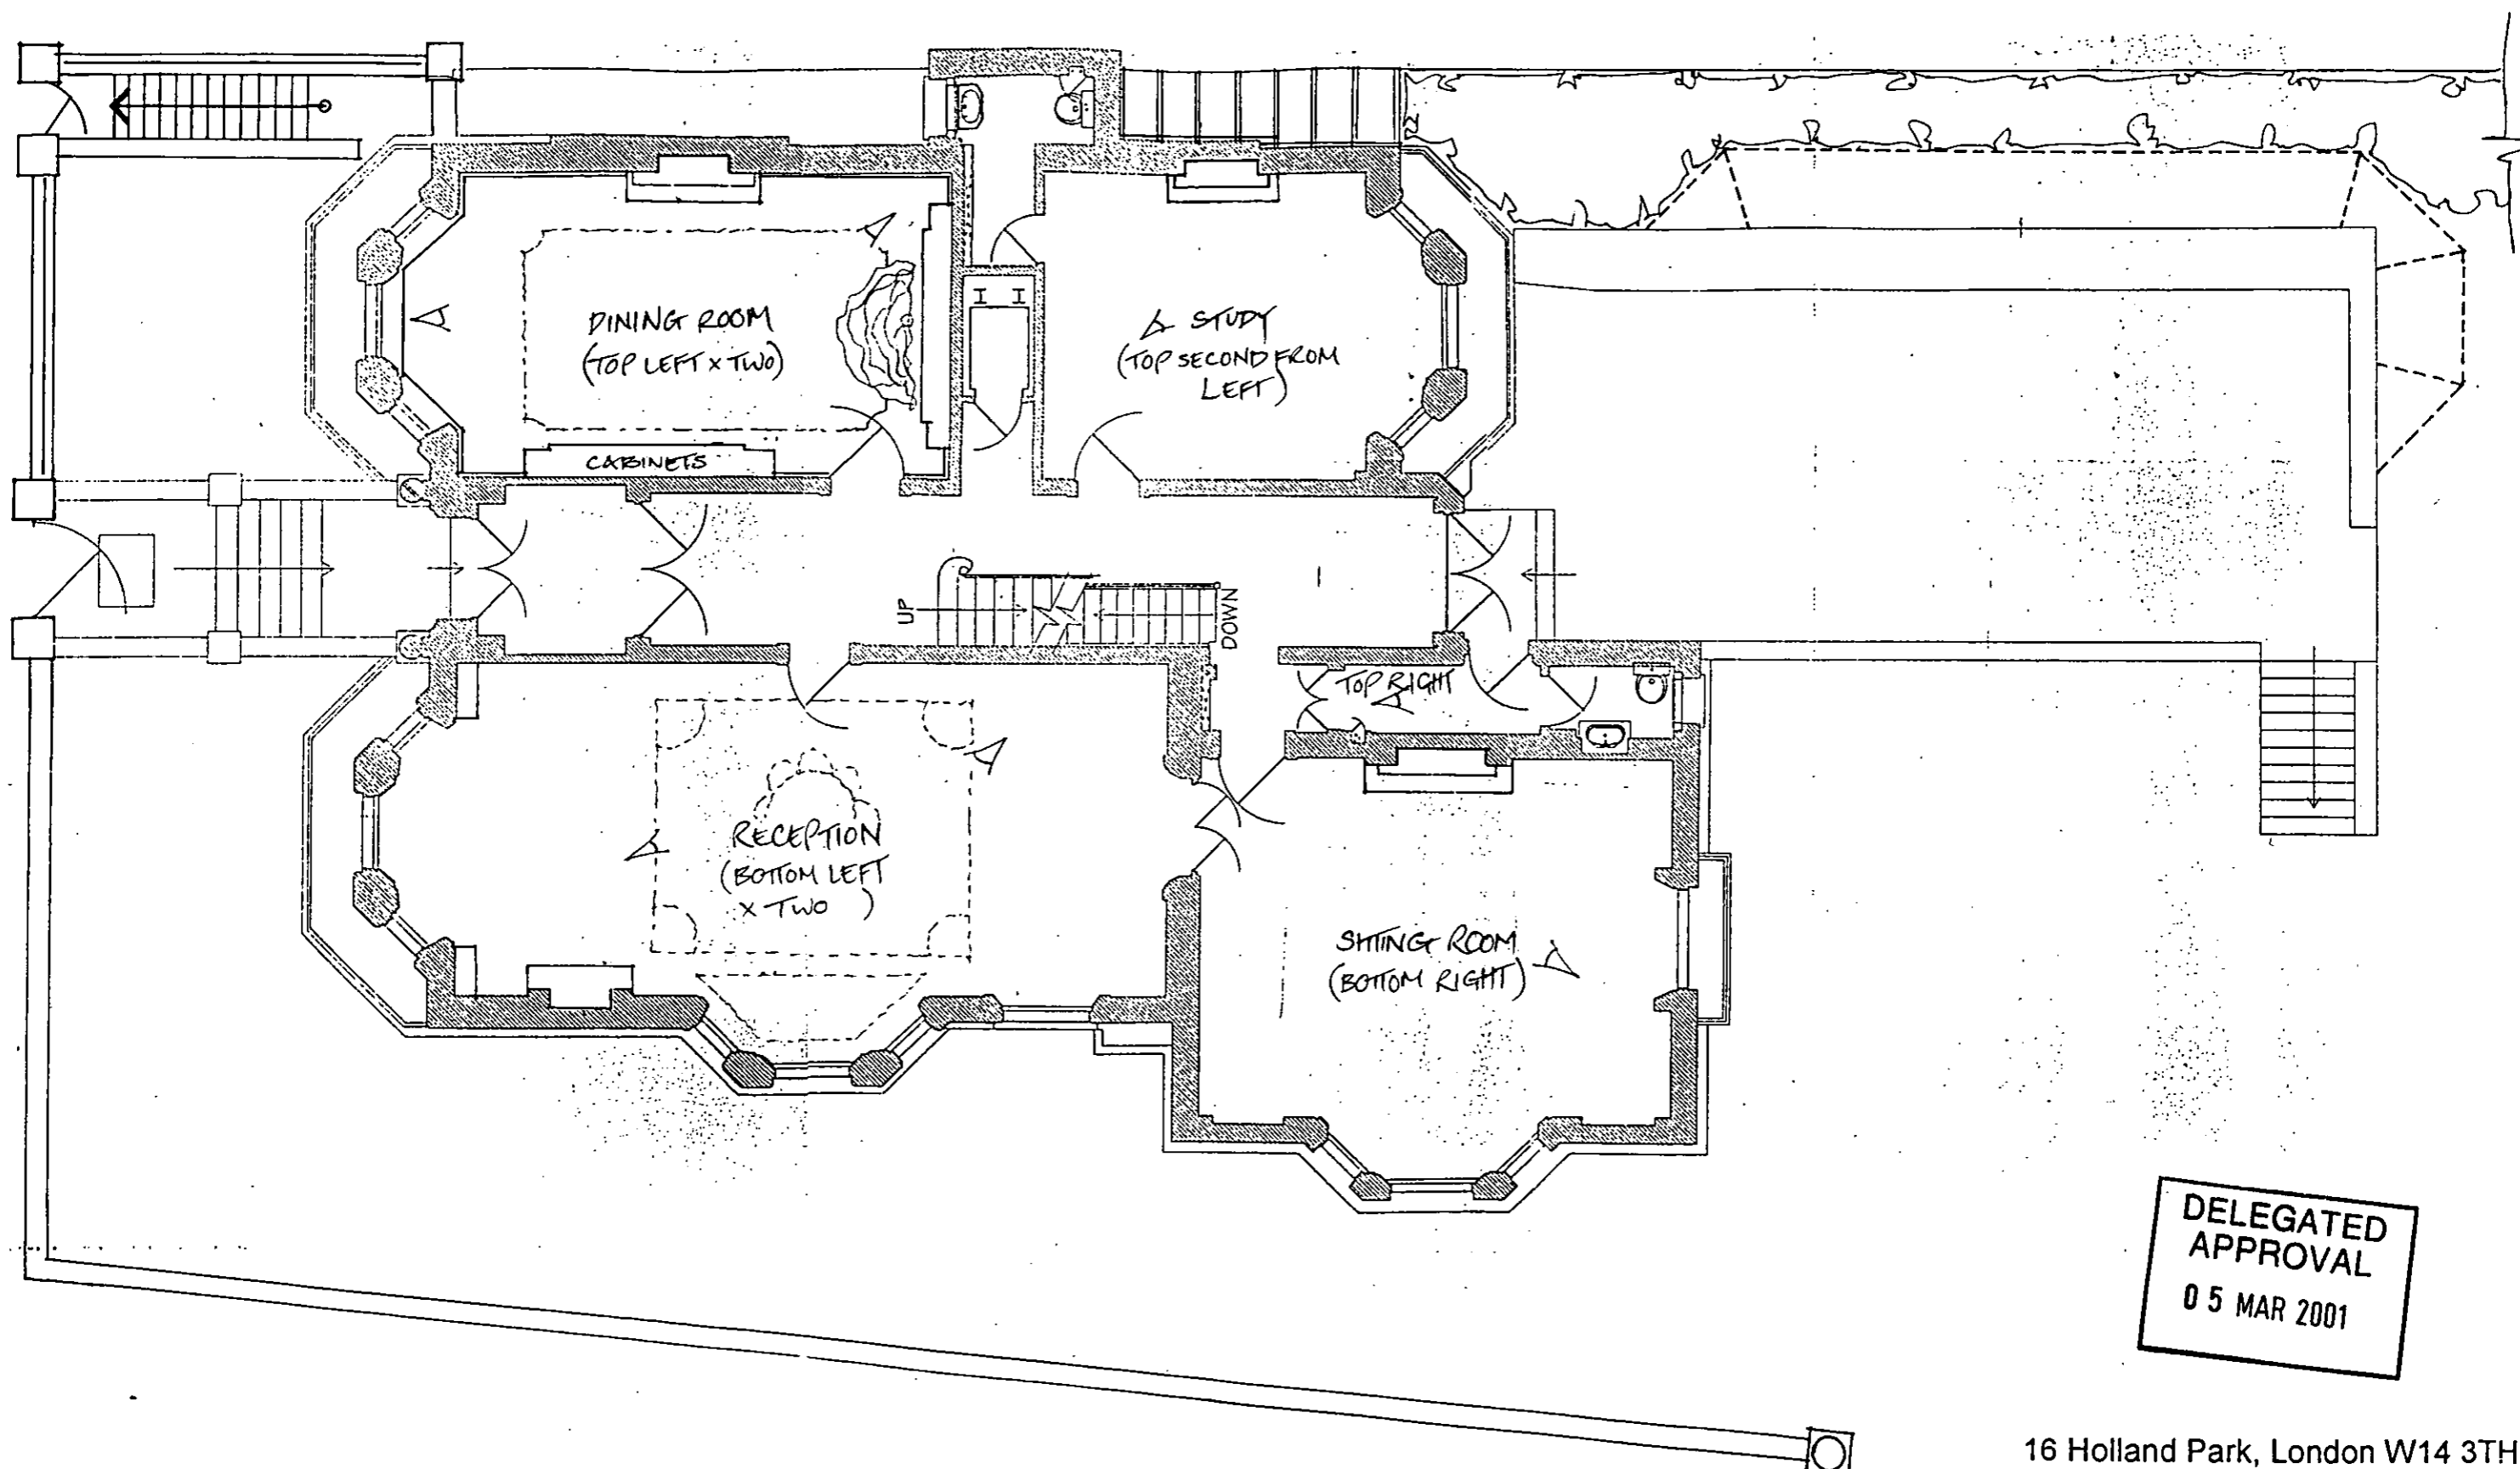 DINING ROOM
(TOP LEFT x TWO)
STUDY
(TOP SECOND FROM
LEFT)
CABINETS
UP
DOWN
TOP RIGHT
RECEPTION
(BOTTOM LEFT
x TWO )
SITTING ROOM
(BOTTOM RIGHT)
DELEGATED
APPROVAL
05 MAR 2001
16 Holland Park, London W14 3TH